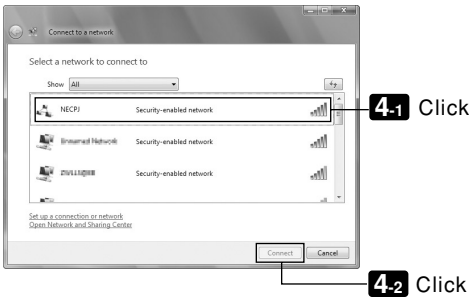 Connect to a network
Select a network to connect to
Show All
NECPJ Security-enabled network
4-1 Click
Unnamed Network Security-enabled network
Security-enabled network
Set up a connection or network
Open Network and Sharing Center
Connect Cancel
4-2 Click